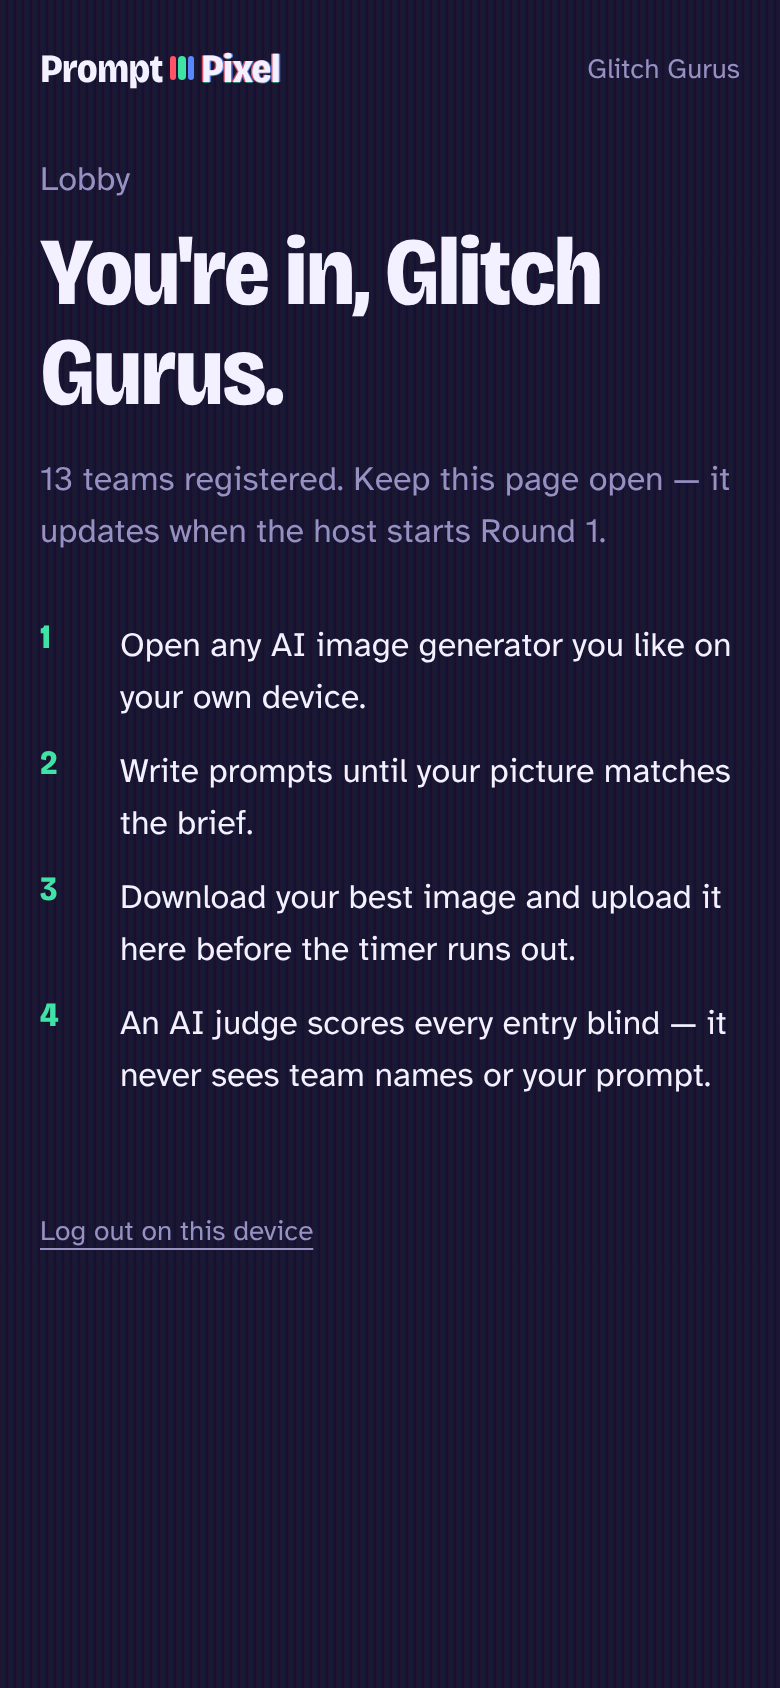 Prompt Pixel
Glitch Gurus
Lobby
You're in, Glitch
Gurus.
13 teams registered. Keep this page open — it
updates when the host starts Round 1.
1 Open any AI image generator you like on
your own device.
2 Write prompts until your picture matches
the brief.
3 Download your best image and upload it
here before the timer runs out.
4 An AI judge scores every entry blind — it
never sees team names or your prompt.
Log out on this device